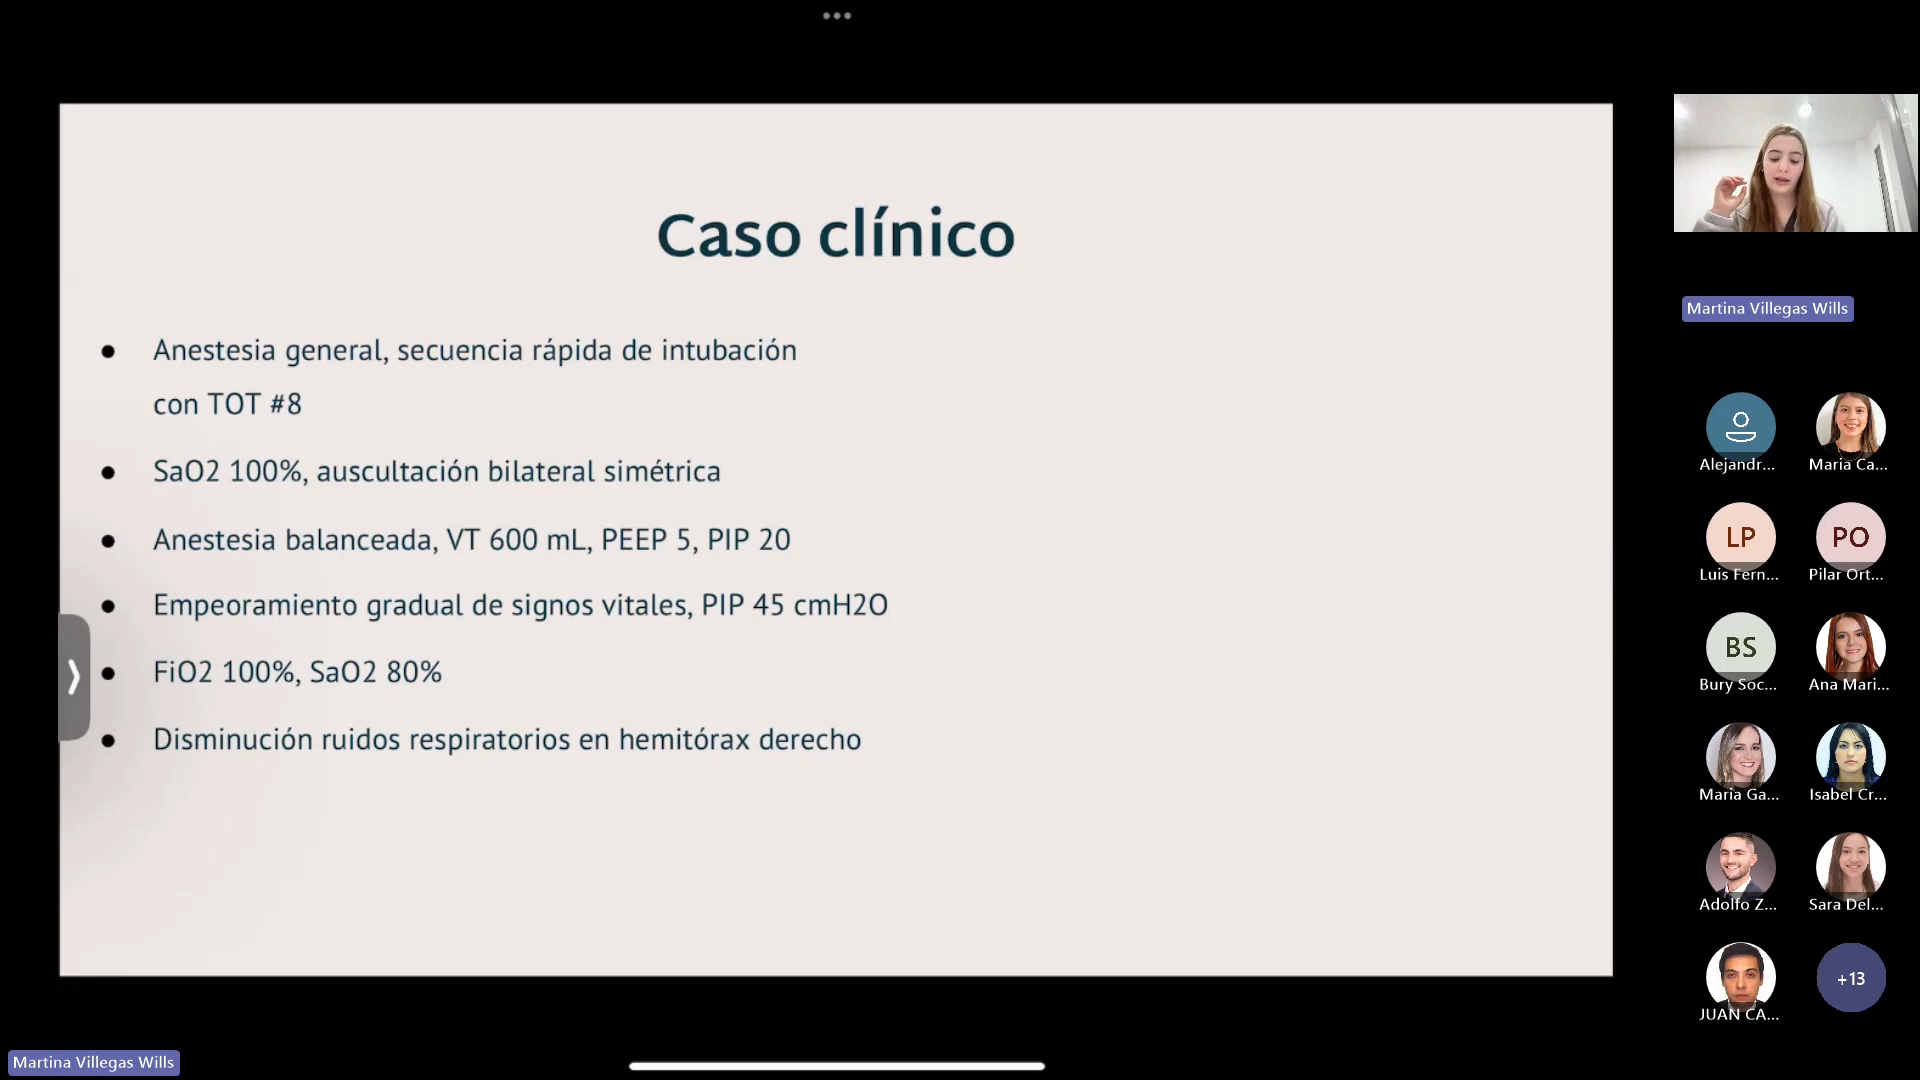 Caso clínico
● Anestesia general, secuencia rápida de intubación
con TOT #8
● SaO2 100%, auscultación bilateral simétrica
● Anestesia balanceada, VT 600 mL, PEEP 5, PIP 20
● Empeoramiento gradual de signos vitales, PIP 45 cmH2O
● FiO2 100%, SaO2 80%
● Disminución ruidos respiratorios en hemitórax derecho
Martina Villegas Wills
Alejandr...
Maria Ca...
LP
PO
Luis Fern...
Pilar Ort...
BS
Bury Soc...
Ana Mari...
Maria Ga...
Isabel Cr...
Adolfo Z...
Sara Del...
JUAN CA...
+13
Martina Villegas Wills